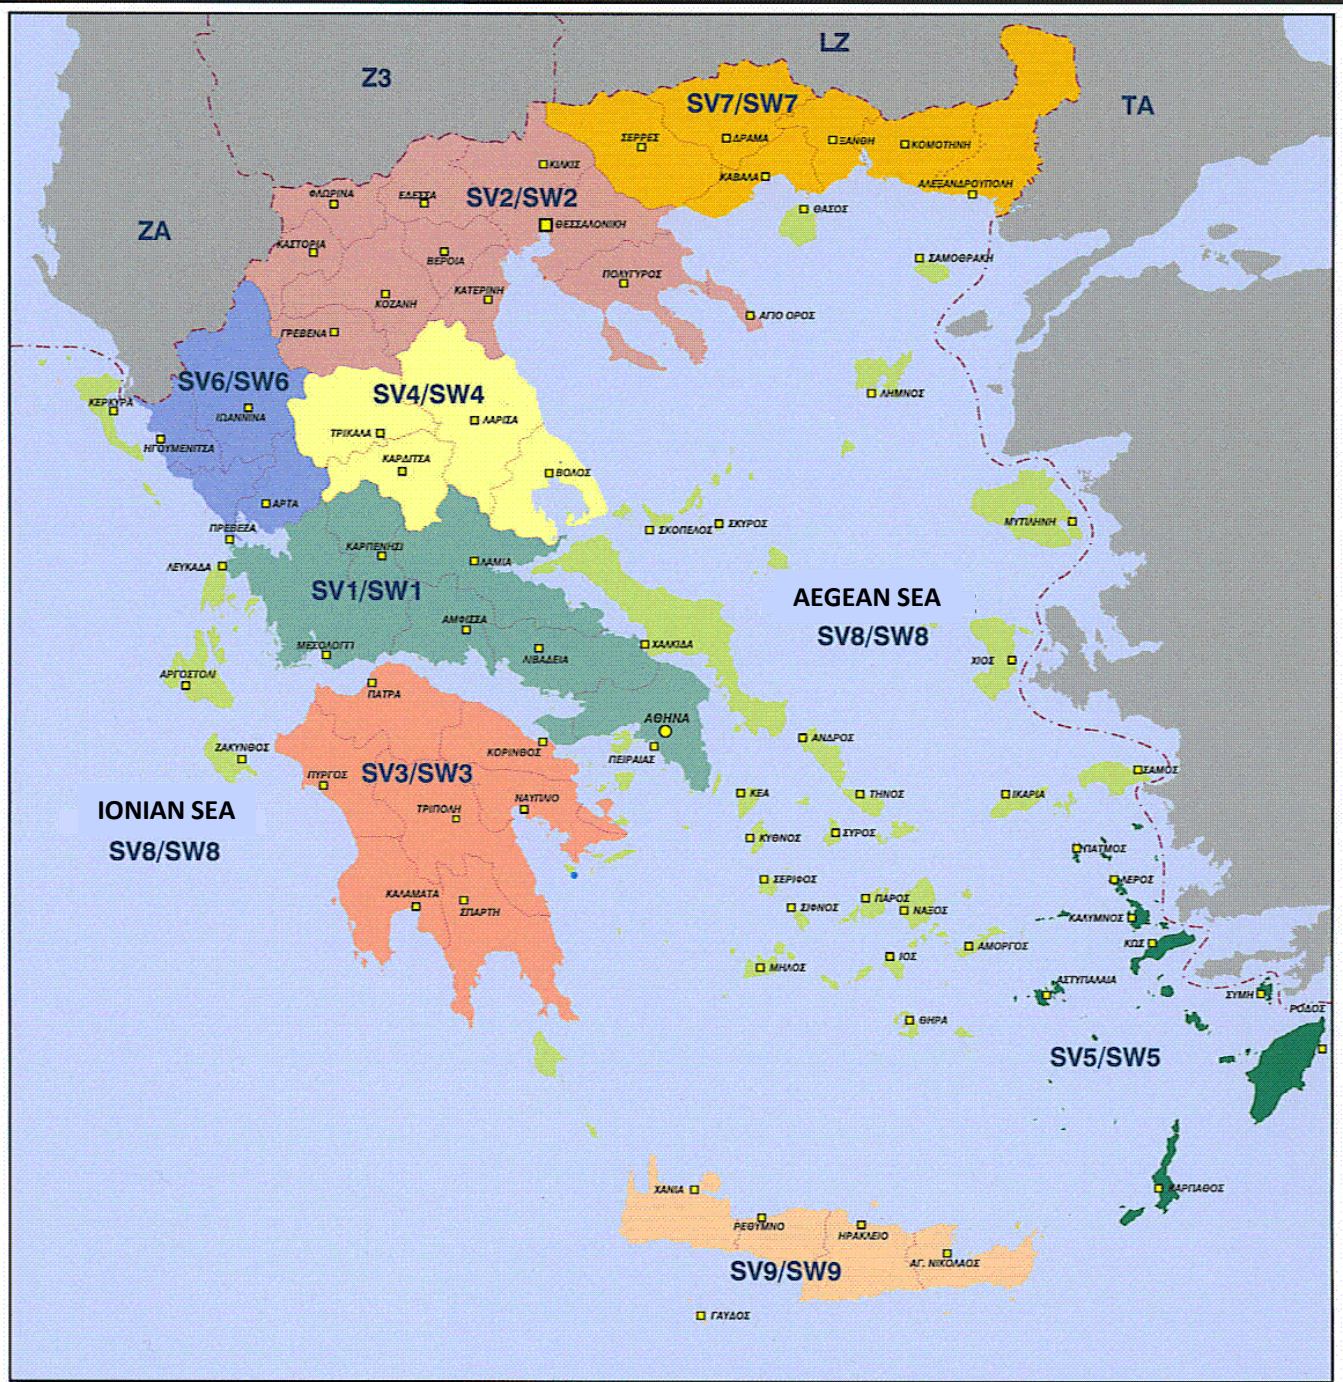 LZ
Z3
SV7/SW7
TA
ΣΕΡΡΕΣ
ΔΡΑΜΑ
ΞΑΝΘΗ
ΚΟΜΟΤΗΝΗ
ΚΙΛΚΙΣ
ΚΑΒΑΛΑ
ΑΛΕΞΑΝΔΡΟΥΠΟΛΗ
ΦΛΩΡΙΝΑ
ΕΔΕΣΣΑ
SV2/SW2
ΘΑΣΟΣ
ΘΕΣΣΑΛΟΝΙΚΗ
ZA
ΚΑΣΤΟΡΙΑ
ΒΕΡΟΙΑ
ΣΑΜΟΘΡΑΚΗ
ΠΟΛΥΓΥΡΟΣ
ΚΟΖΑΝΗ
ΚΑΤΕΡΙΝΗ
ΑΓΙΟ ΟΡΟΣ
ΓΡΕΒΕΝΑ
SV6/SW6
SV4/SW4
ΛΗΜΝΟΣ
ΚΕΡΚΥΡΑ
ΙΩΑΝΝΙΝΑ
ΛΑΡΙΣΑ
ΤΡΙΚΑΛΑ
ΗΓΟΥΜΕΝΙΤΣΑ
ΚΑΡΔΙΤΣΑ
ΒΟΛΟΣ
ΑΡΤΑ
ΜΥΤΙΛΗΝΗ
ΣΚΟΠΕΛΟΣ
ΣΚΥΡΟΣ
ΠΡΕΒΕΖΑ
ΚΑΡΠΕΝΗΣΙ
ΛΑΜΙΑ
ΛΕΥΚΑΔΑ
SV1/SW1
AEGEAN SEA
SV8/SW8
ΑΜΦΙΣΣΑ
ΜΕΣΟΛΟΓΓΙ
ΛΙΒΑΔΕΙΑ
ΧΑΛΚΙΔΑ
ΧΙΟΣ
ΑΡΓΟΣΤΟΛΙ
ΠΑΤΡΑ
ΑΘΗΝΑ
ΑΝΔΡΟΣ
ΖΑΚΥΝΘΟΣ
ΚΟΡΙΝΘΟΣ
ΠΕΙΡΑΙΑΣ
SV3/SW3
ΣΑΜΟΣ
ΠΥΡΓΟΣ
ΝΑΥΠΛΙΟ
ΚΕΑ
ΤΗΝΟΣ
ΙΚΑΡΙΑ
IONIAN SEA
SV8/SW8
ΤΡΙΠΟΛΗ
ΚΥΘΝΟΣ
ΣΥΡΟΣ
ΠΑΤΜΟΣ
ΣΕΡΙΦΟΣ
ΛΕΡΟΣ
ΚΑΛΑΜΑΤΑ
ΣΠΑΡΤΗ
ΣΙΦΝΟΣ
ΠΑΡΟΣ
ΝΑΞΟΣ
ΚΑΛΥΜΝΟΣ
ΑΜΟΡΓΟΣ
ΚΩΣ
ΙΟΣ
ΜΗΛΟΣ
ΑΣΤΥΠΑΛΑΙΑ
ΣΥΜΗ
ΡΟΔΟΣ
ΘΗΡΑ
SV5/SW5
ΧΑΝΙΑ
ΚΑΡΠΑΘΟΣ
ΡΕΘΥΜΝΟ
ΗΡΑΚΛΕΙΟ
ΑΓ. ΝΙΚΟΛΑΟΣ
SV9/SW9
ΓΑΥΔΟΣ